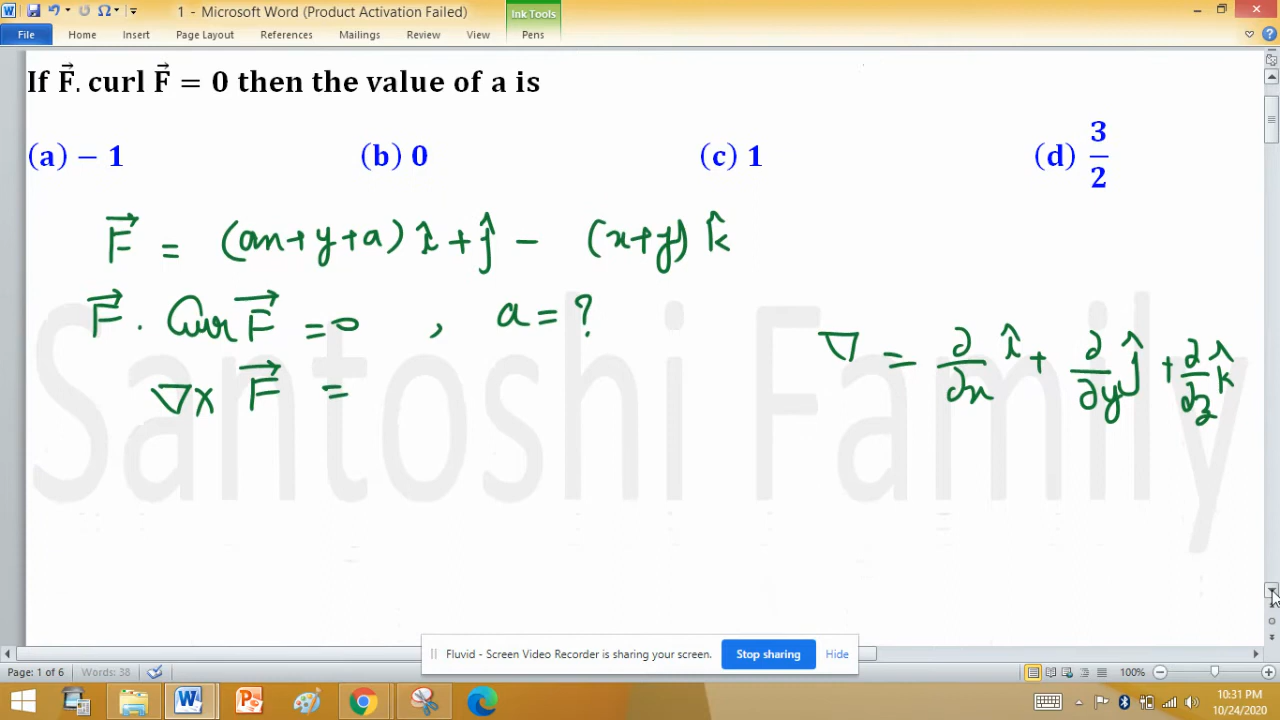 1 - Microsoft Word (Product Activation Failed)
Ink Tools
File Home Insert Page Layout References Mailings Review View Pens
If F⃗. curl F⃗ = 0 then the value of a is
(a) − 1 (b) 0 (c) 1 (d) 3/2
F⃗ = (ax+y+a) î + ĵ − (x+y) k̂
F⃗ . Curl F⃗ = 0 , a = ?
∇ = ∂/∂x î + ∂/∂y ĵ + ∂/∂z k̂
∇x F⃗ =
Santoshi Family
Fluvid - Screen Video Recorder is sharing your screen. Stop sharing Hide
Page: 1 of 6 Words: 38 100%
10:31 PM
10/24/2020